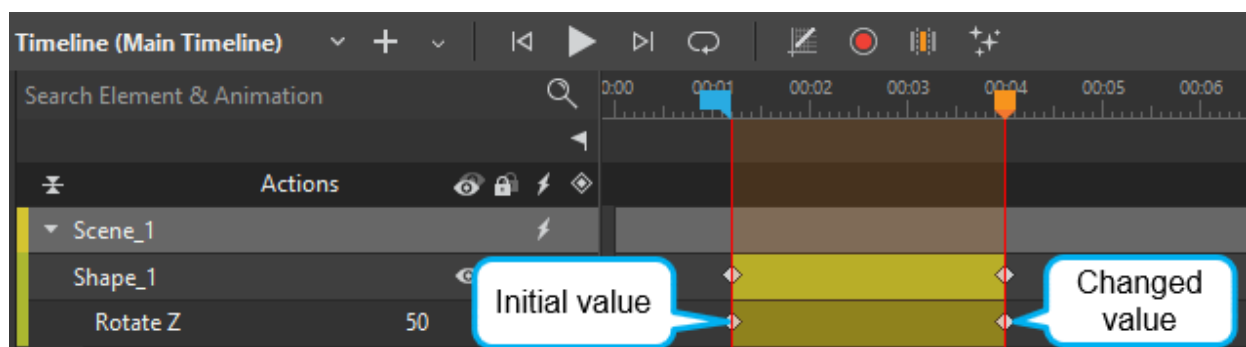 Timeline (Main Timeline)
Search Element & Animation
0:00 00:01 00:02 00:03 00:04 00:05 00:06
Actions
Scene_1
Shape_1
Rotate Z 50
Initial value
Changed
value